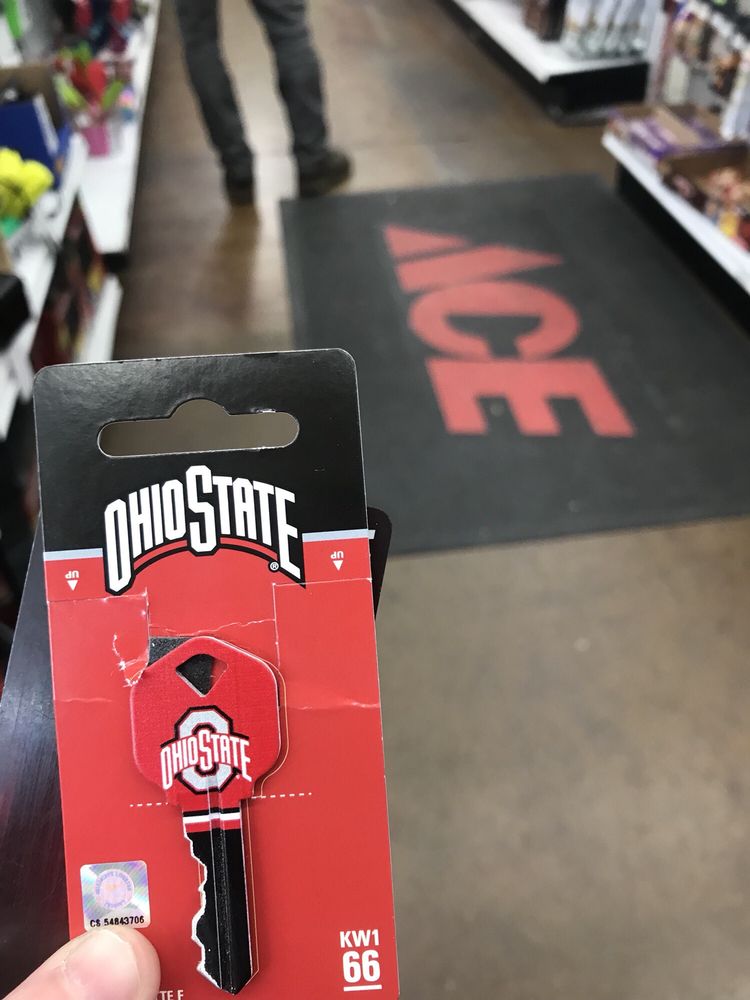 ACE
OHIO STATE
®
UP
UP
OHIO STATE
CS 54843706
KW1
66